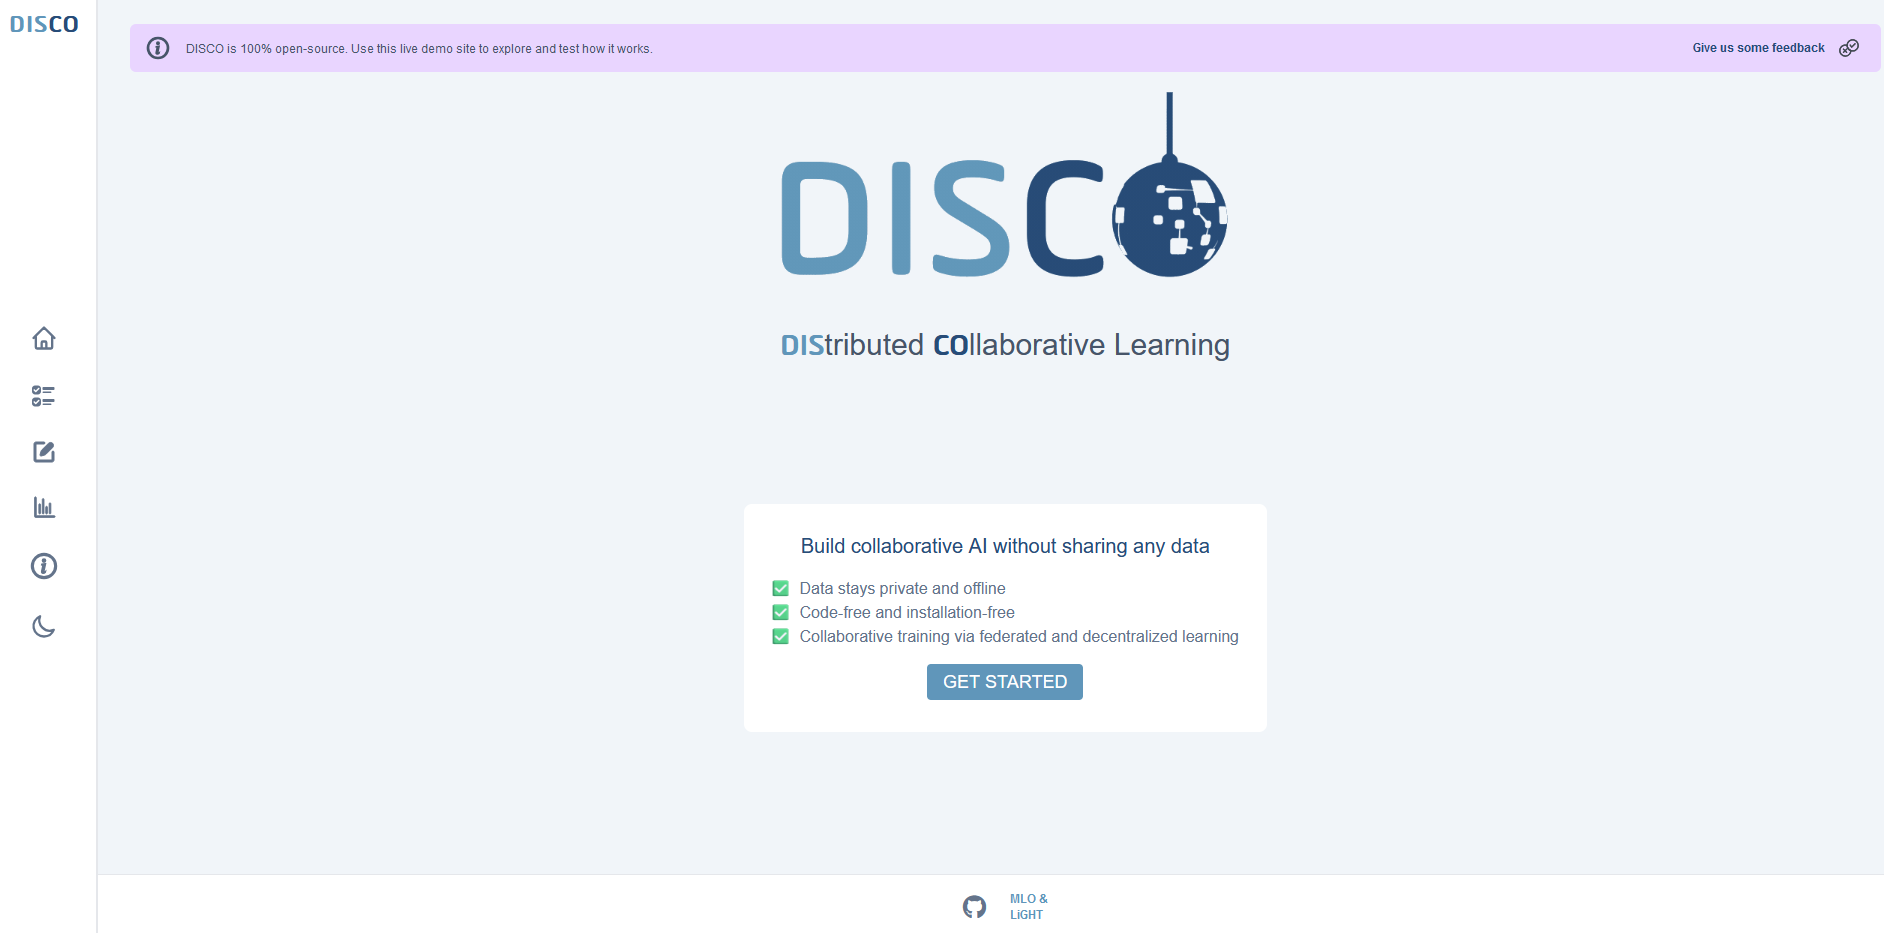 DISCO
DISCO is 100% open-source. Use this live demo site to explore and test how it works.
Give us some feedback
DISCO
DIStributed COllaborative Learning
Build collaborative AI without sharing any data
Data stays private and offline
Code-free and installation-free
Collaborative training via federated and decentralized learning
GET STARTED
MLO &
LiGHT